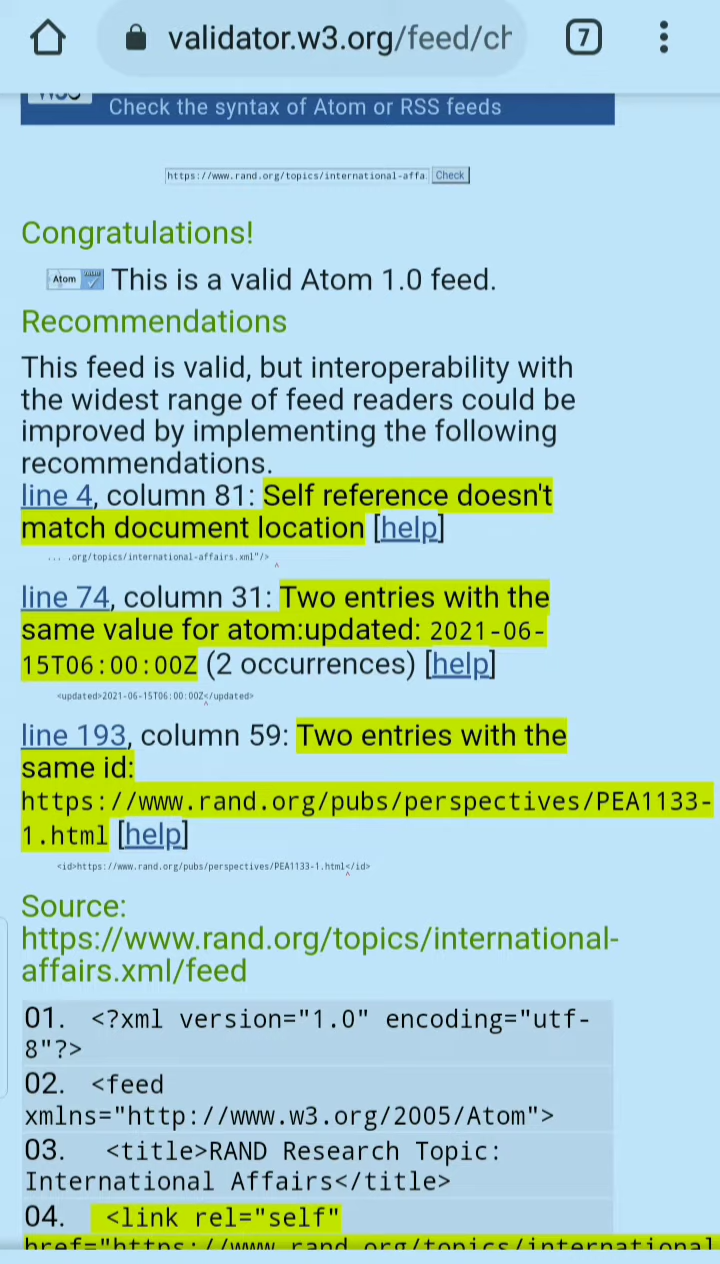 validator.w3.org/feed/ch
7
Check the syntax of Atom or RSS feeds
https://www.rand.org/topics/international-affa
Check
Congratulations!
Atom This is a valid Atom 1.0 feed.
Recommendations
This feed is valid, but interoperability with
the widest range of feed readers could be
improved by implementing the following
recommendations.
line 4, column 81: Self reference doesn't
match document location [help]
... .org/topics/international-affairs.xml"/>
^
line 74, column 31: Two entries with the
same value for atom:updated: 2021-06-
15T06:00:00Z (2 occurrences) [help]
<updated>2021-06-15T06:00:00Z</updated>
^
line 193, column 59: Two entries with the
same id:
https://www.rand.org/pubs/perspectives/PEA1133-
1.html [help]
<id>https://www.rand.org/pubs/perspectives/PEA1133-1.html</id>
^
Source:
https://www.rand.org/topics/international-
affairs.xml/feed
01. <?xml version="1.0" encoding="utf-
8"?>
02. <feed
xmlns="http://www.w3.org/2005/Atom">
03. <title>RAND Research Topic:
International Affairs</title>
04. <link rel="self"
href="https://www.rand.org/topics/international